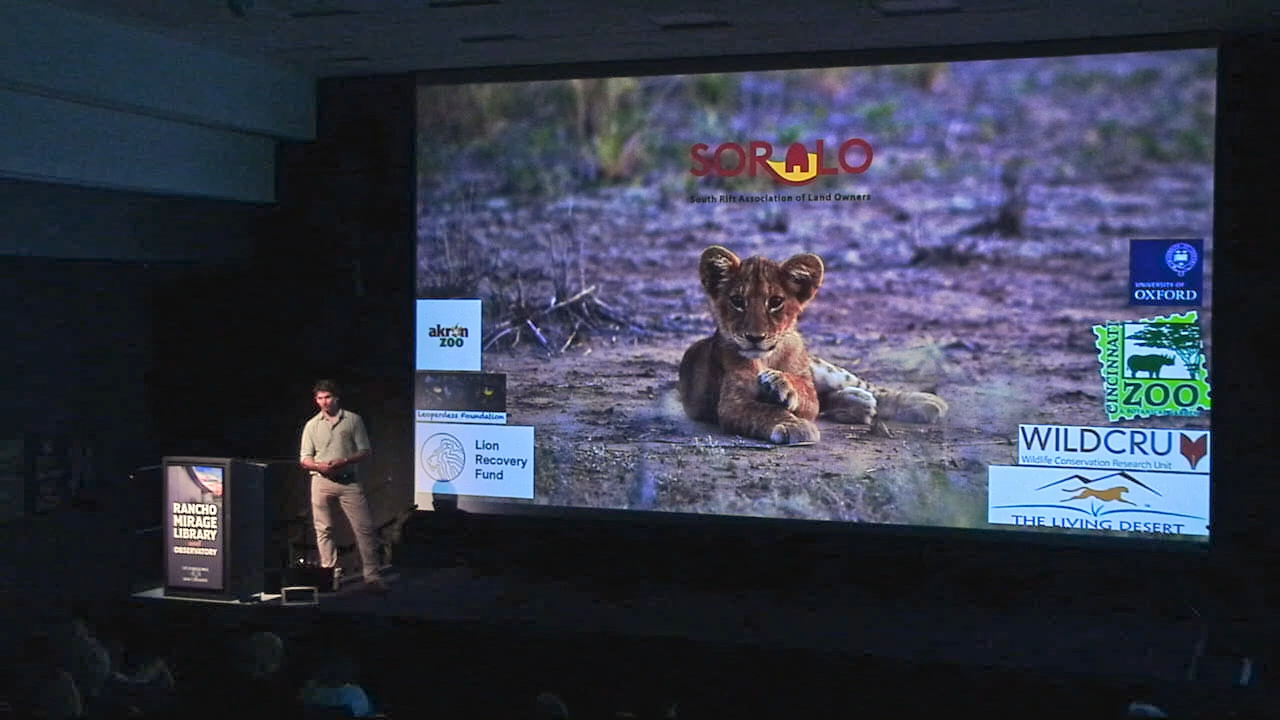 SORALO
South Rift Association of Land Owners
UNIVERSITY OF
OXFORD
akron
zoo
CINCINNATI
ZOO
Leopardess Foundation
Lion
Recovery
Fund
WILDCRU
Wildlife Conservation Research Unit
THE LIVING DESERT
RANCHO
MIRAGE
LIBRARY
and
OBSERVATORY